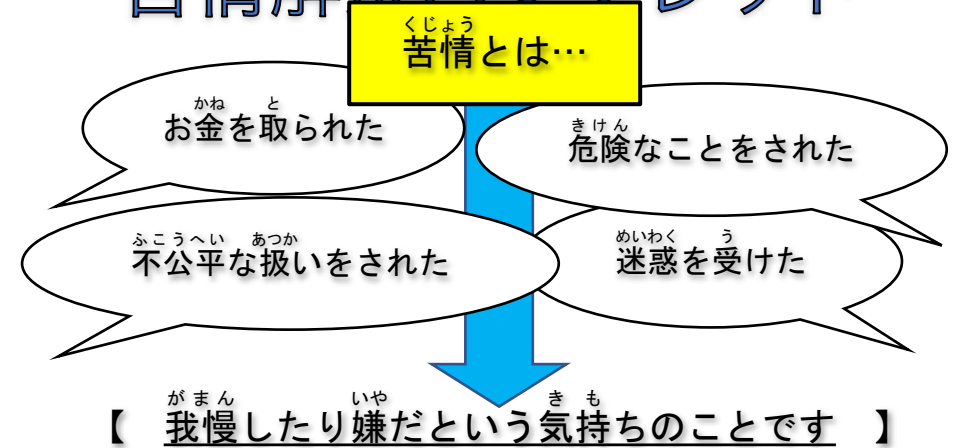 苦情とは…
お金を取られた
危険なことをされた
不公平な扱いをされた
迷惑を受けた
【 我慢したり嫌だという気持ちのことです 】